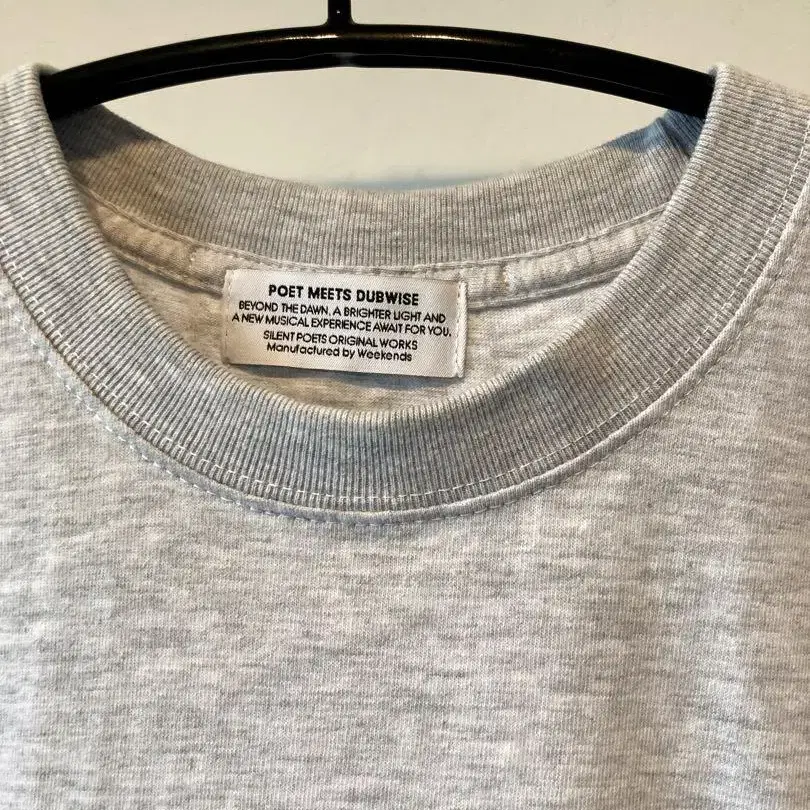 POET MEETS DUBWISE
BEYOND THE DAWN, A BRIGHTER LIGHT AND
A NEW MUSICAL EXPERIENCE AWAIT FOR YOU.
SILENT POETS ORIGINAL WORKS
Manufactured by Weekends